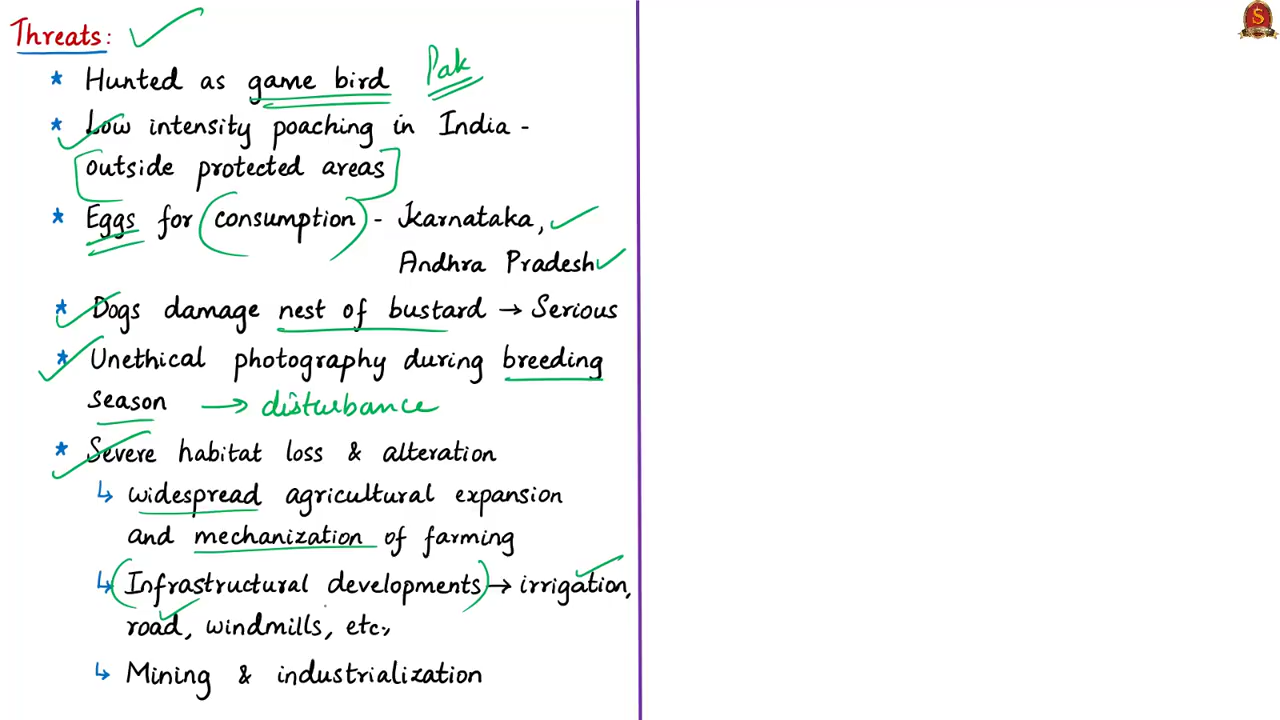 Threats:
* Hunted as game bird Pak
* Low intensity poaching in India -
outside protected areas
* Eggs for consumption - Karnataka,
Andhra Pradesh
* Dogs damage nest of bustard → Serious
* Unethical photography during breeding
season → disturbance
* Severe habitat loss & alteration
↳ widespread agricultural expansion
and mechanization of farming
↳ Infrastructural developments → irrigation,
road, windmills, etc.,
↳ Mining & industrialization
S